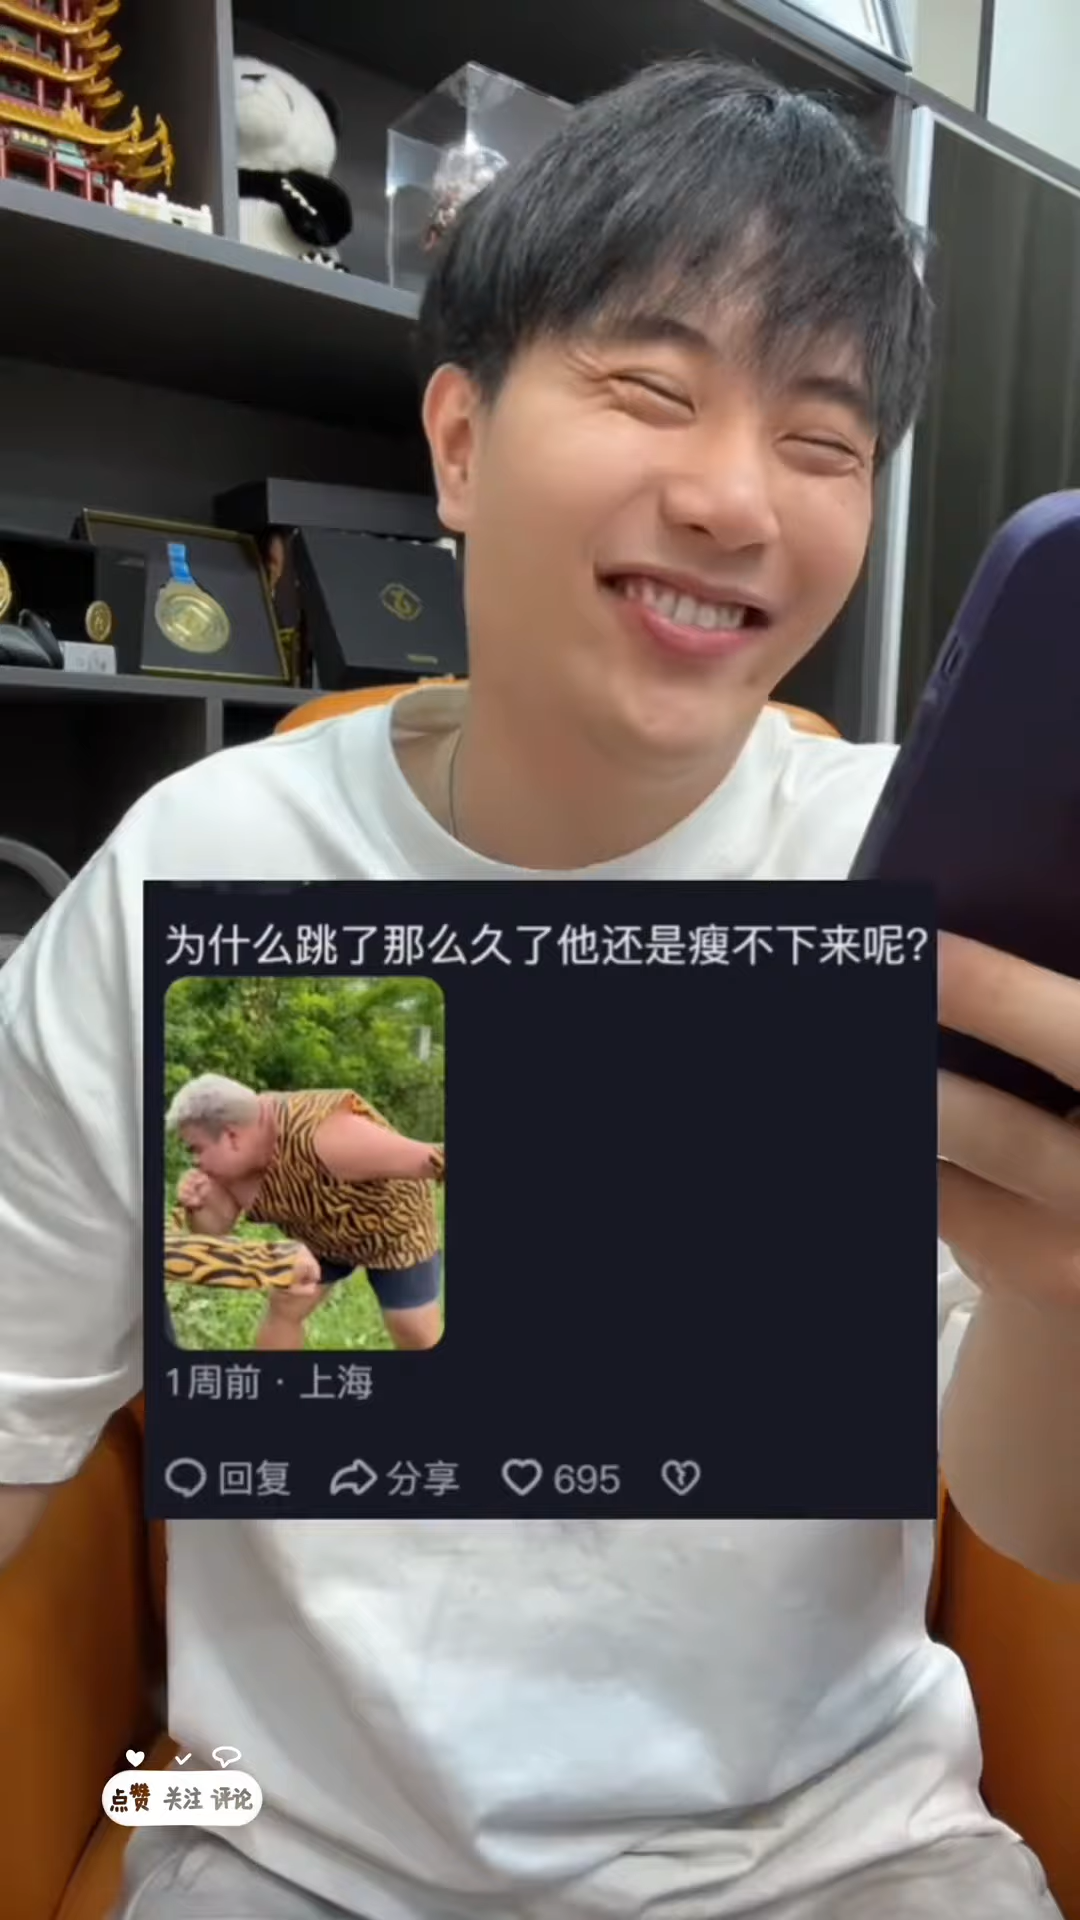 为什么跳了那么久了他还是瘦不下来呢?
1周前 · 上海
回复 分享 695
点赞 关注 评论